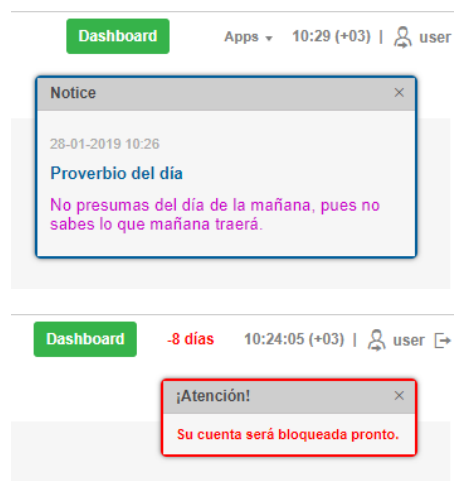 Dashboard Apps 10:29 (+03) | user
Notice ×
28-01-2019 10:26
Proverbio del día
No presumas del día de la mañana, pues no
sabes lo que mañana traerá.
Dashboard -8 días 10:24:05 (+03) | user
¡Atención! ×
Su cuenta será bloqueada pronto.